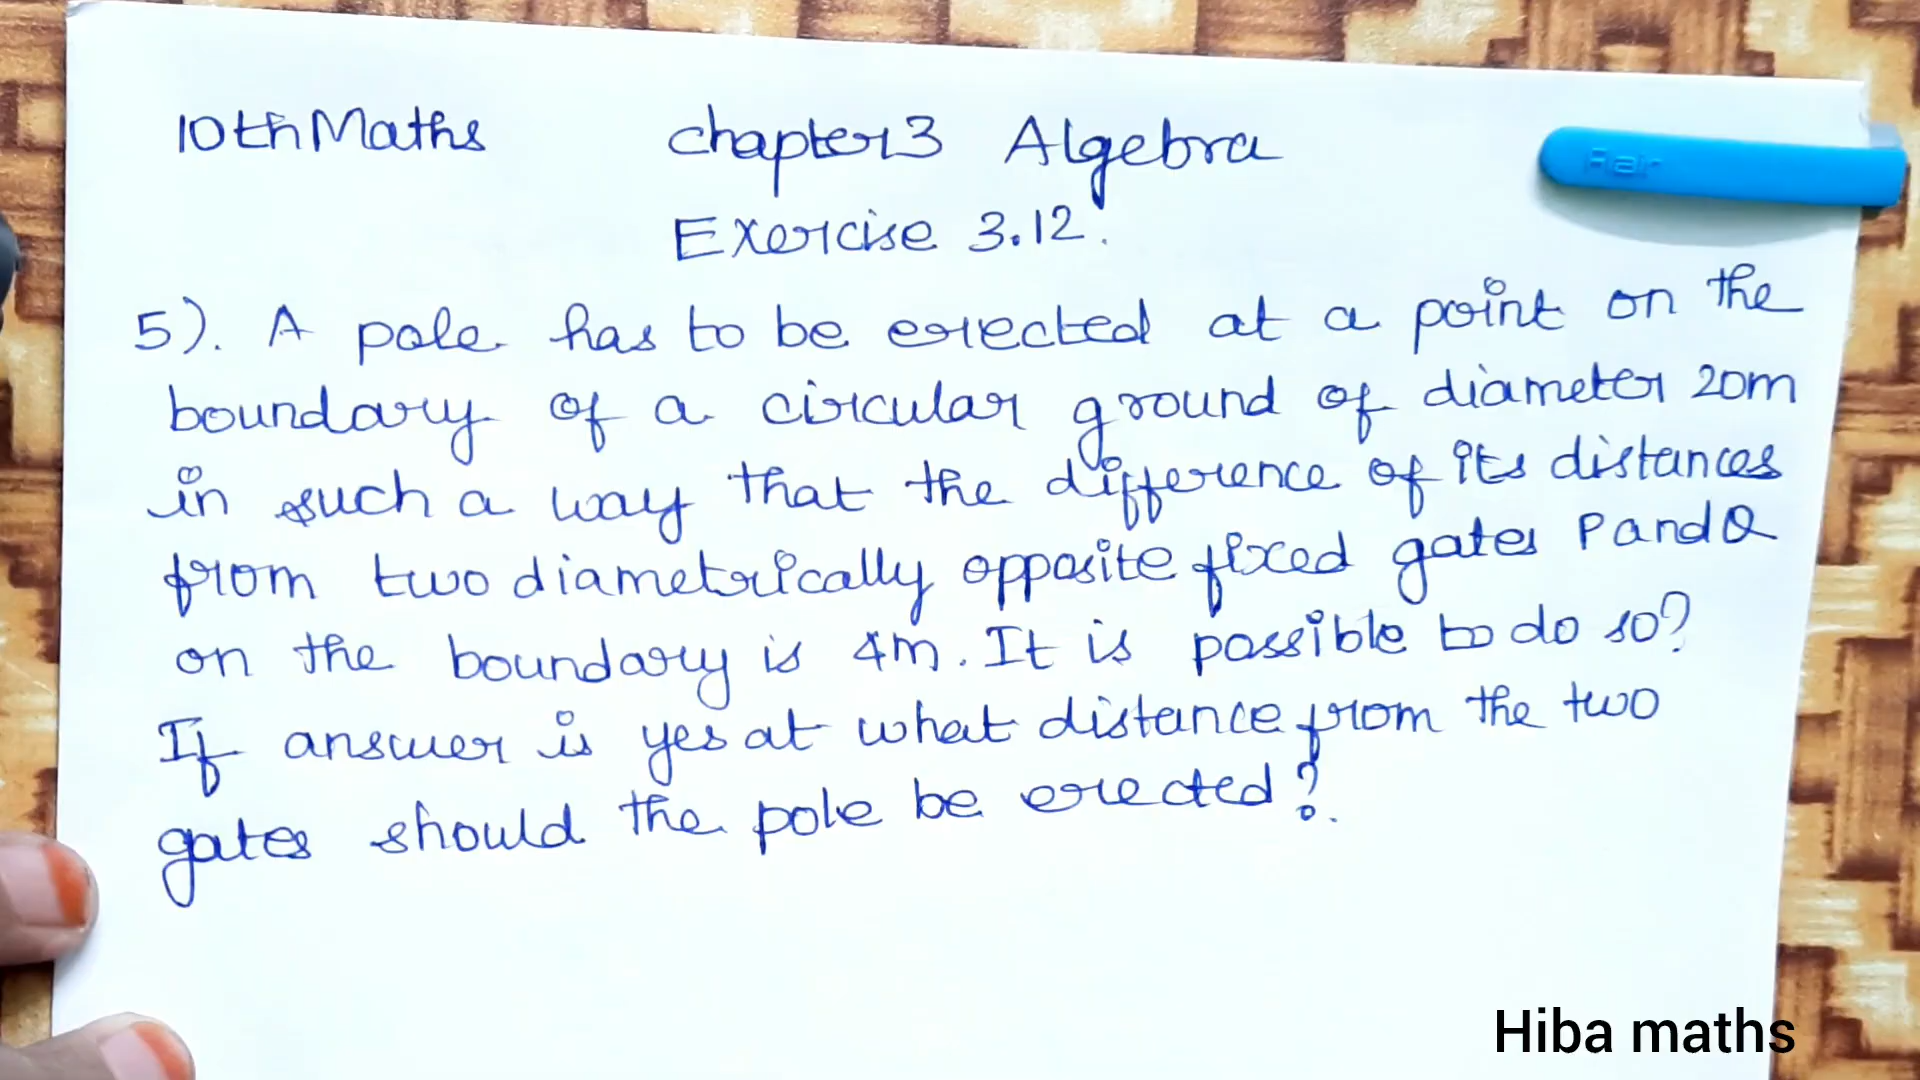 10th Maths chapter 3 Algebra
Exercise 3.12.
Flair
5). A pole has to be erected at a point on the
boundary of a circular ground of diameter 20m
in such a way that the difference of its distances
from two diametrically opposite fixed gates P and Q
on the boundary is 4m. It is possible to do so?
If answer is yes at what distance from the two
gates should the pole be erected?.
Hiba maths